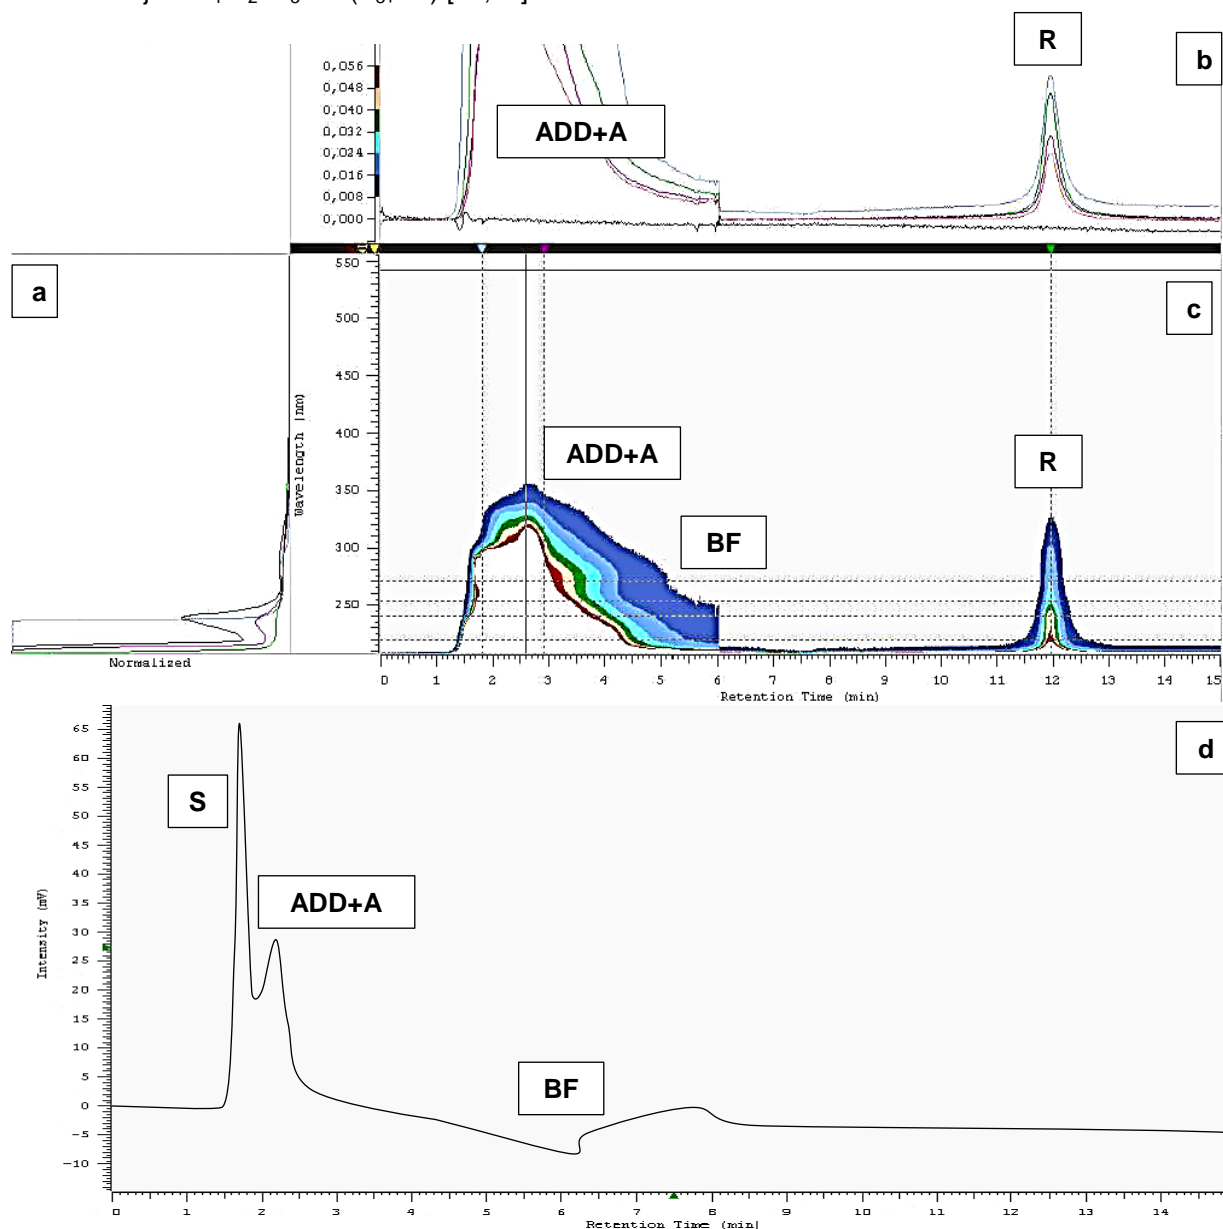 R
b
0,056
0,048
0,040
0,032
0,024
0,016
0,008
0,000
ADD+A
a
c
550
500
450
400
350
300
250
Wavelength (nm)
ADD+A
R
BF
Normalized
0 1 2 3 4 5 6 7 8 9 10 11 12 13 14 15
Retention Time (min)
d
65
60
55
50
45
40
35
30
25
20
15
10
5
0
-5
-10
Intensity (mV)
S
ADD+A
BF
0 1 2 3 4 5 6 7 8 9 10 11 12 13 14
Retention Time (min)